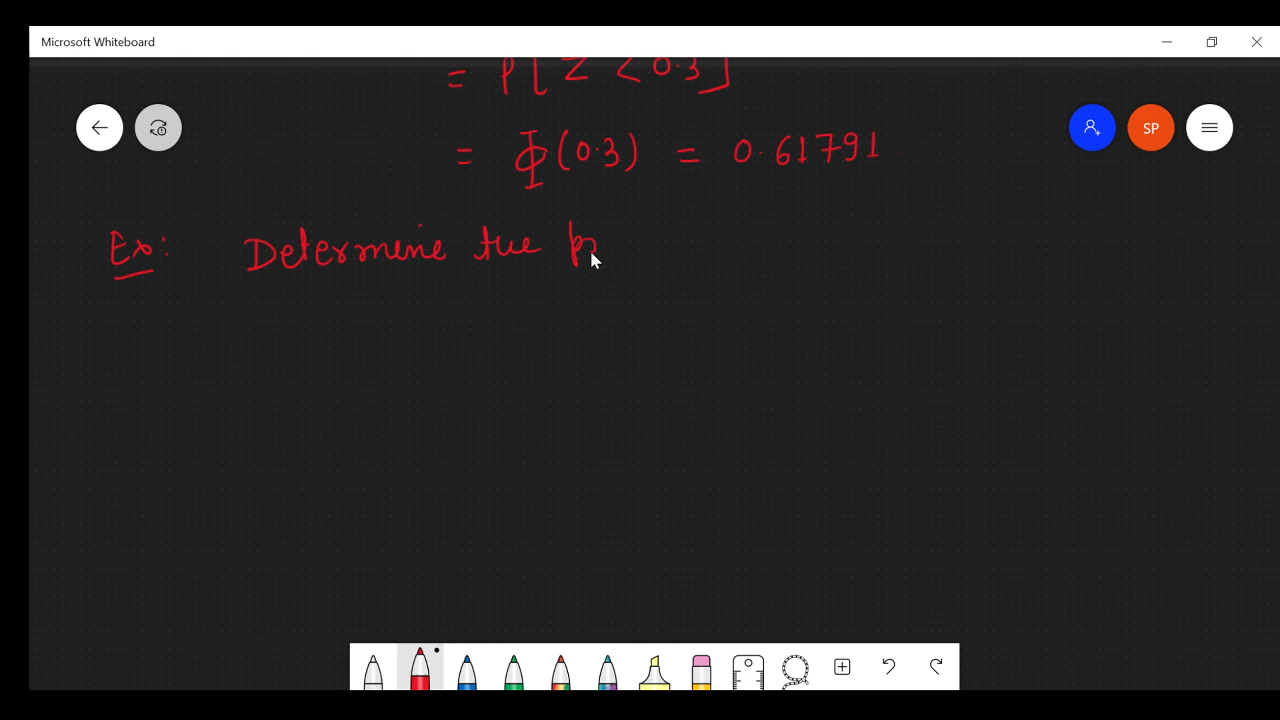 Microsoft Whiteboard
= P[Z < 0.3]
= Φ(0.3) = 0.61791
SP
Ex: Determine the